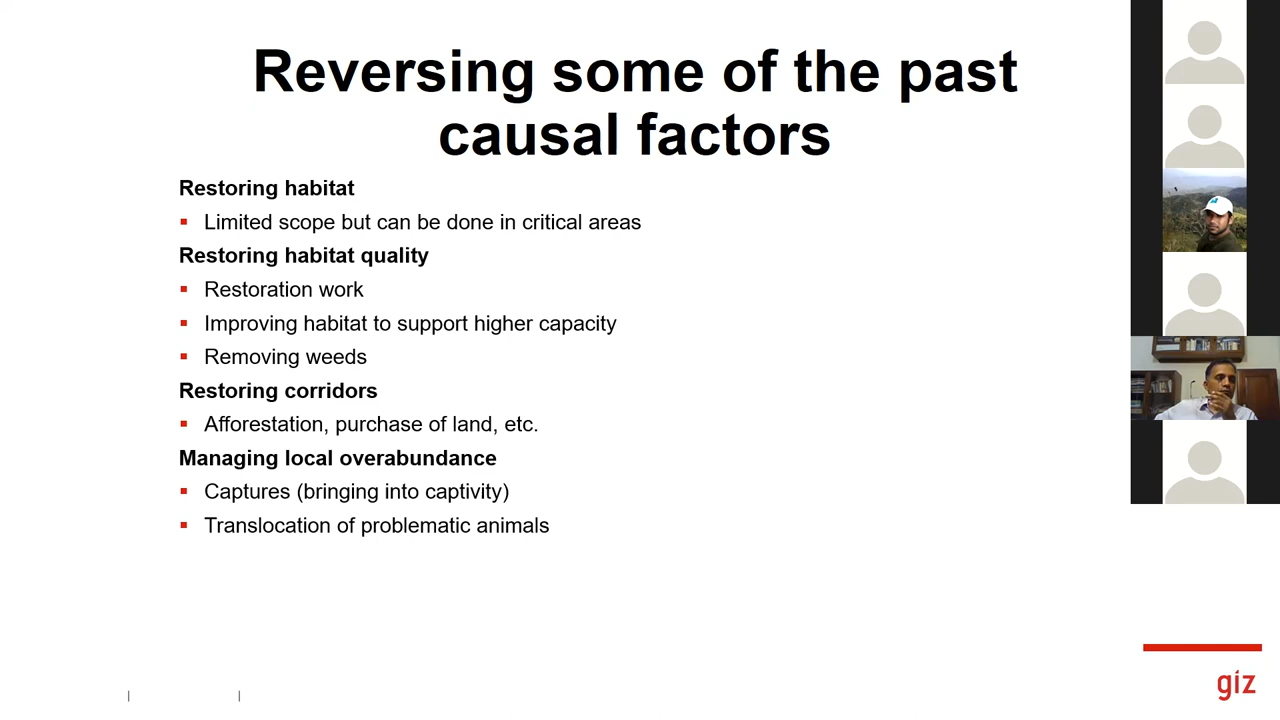 Reversing some of the past
causal factors
Restoring habitat
▪ Limited scope but can be done in critical areas
Restoring habitat quality
▪ Restoration work
▪ Improving habitat to support higher capacity
▪ Removing weeds
Restoring corridors
▪ Afforestation, purchase of land, etc.
Managing local overabundance
▪ Captures (bringing into captivity)
▪ Translocation of problematic animals
giz